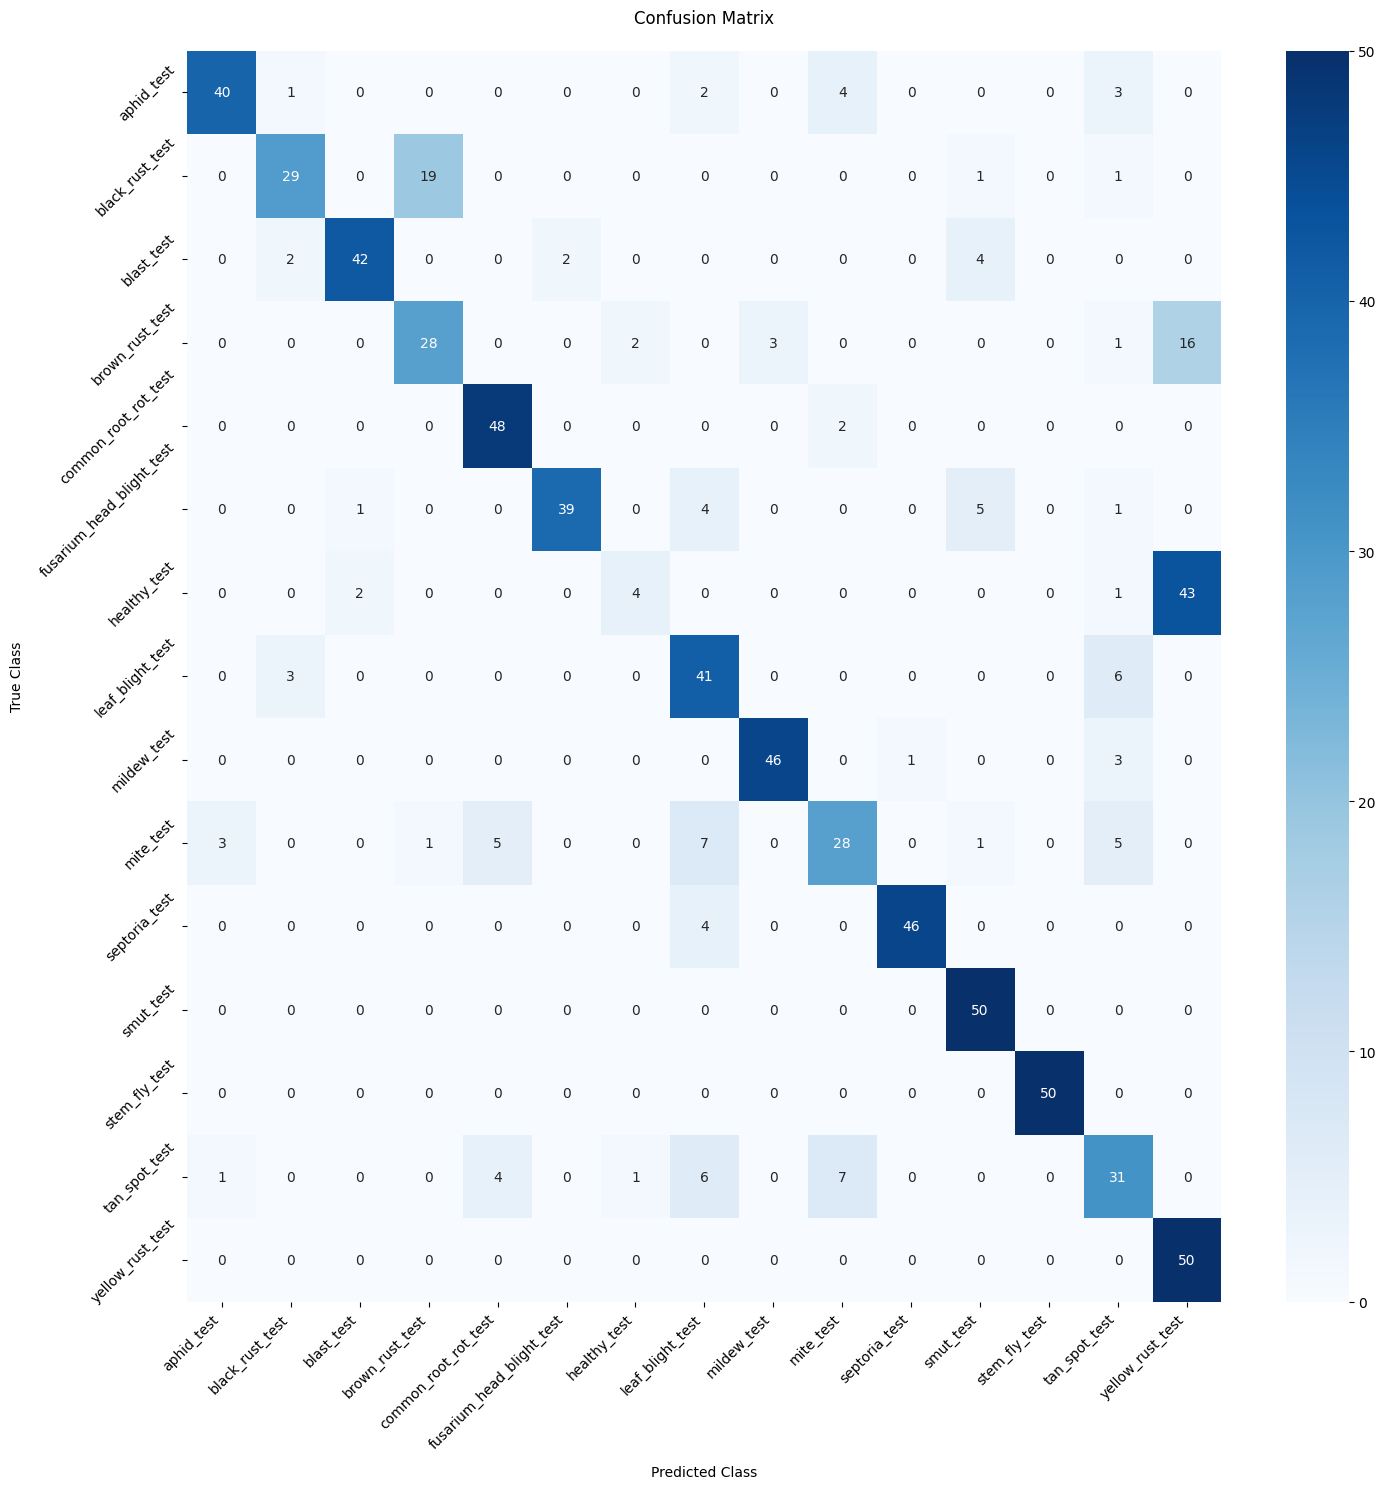 Confusion Matrix
aphid_test 40 1 0 0 0 0 0 2 0 4 0 0 0 3 0
black_rust_test 0 29 0 19 0 0 0 0 0 0 0 1 0 1 0
blast_test 0 2 42 0 0 2 0 0 0 0 0 4 0 0 0
brown_rust_test 0 0 0 28 0 0 2 0 3 0 0 0 0 1 16
common_root_rot_test 0 0 0 0 48 0 0 0 0 2 0 0 0 0 0
fusarium_head_blight_test 0 0 1 0 0 39 0 4 0 0 0 5 0 1 0
healthy_test 0 0 2 0 0 0 4 0 0 0 0 0 0 1 43
leaf_blight_test 0 3 0 0 0 0 0 41 0 0 0 0 0 6 0
mildew_test 0 0 0 0 0 0 0 0 46 0 1 0 0 3 0
mite_test 3 0 0 1 5 0 0 7 0 28 0 1 0 5 0
septoria_test 0 0 0 0 0 0 0 4 0 0 46 0 0 0 0
smut_test 0 0 0 0 0 0 0 0 0 0 0 50 0 0 0
stem_fly_test 0 0 0 0 0 0 0 0 0 0 0 0 50 0 0
tan_spot_test 1 0 0 0 4 0 1 6 0 7 0 0 0 31 0
yellow_rust_test 0 0 0 0 0 0 0 0 0 0 0 0 0 0 50
True Class
aphid_test
black_rust_test
blast_test
brown_rust_test
common_root_rot_test
fusarium_head_blight_test
healthy_test
leaf_blight_test
mildew_test
mite_test
septoria_test
smut_test
stem_fly_test
tan_spot_test
yellow_rust_test
Predicted Class
50
40
30
20
10
0